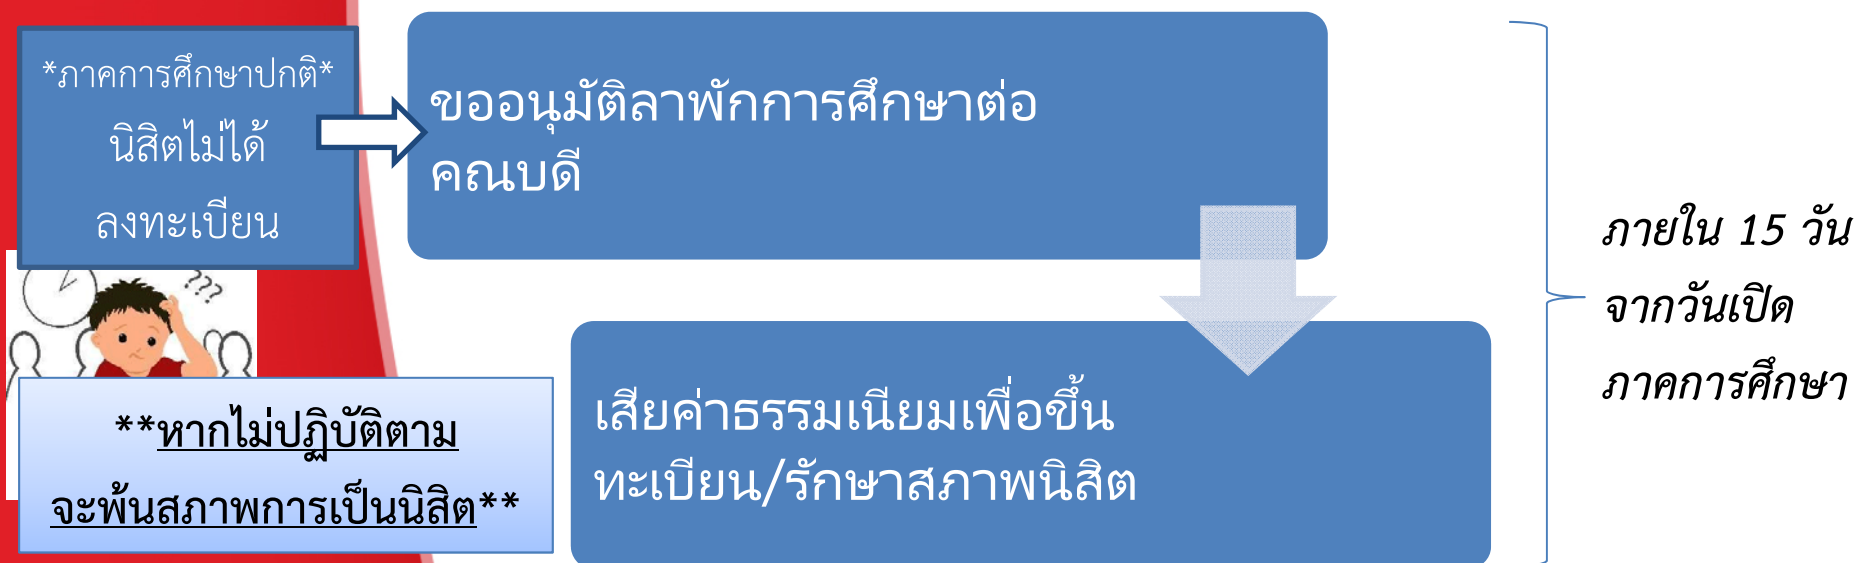 *ภาคการศึกษาปกติ*
นิสิตไม่ได้
ลงทะเบียน
ขออนุมัติลาพักการศึกษาต่อ
คณบดี
???
เสียค่าธรรมเนียมเพื่อขึ้น
ทะเบียน/รักษาสภาพนิสิต
**หากไม่ปฏิบัติตาม
จะพ้นสภาพการเป็นนิสิต**
ภายใน 15 วัน
จากวันเปิด
ภาคการศึกษา